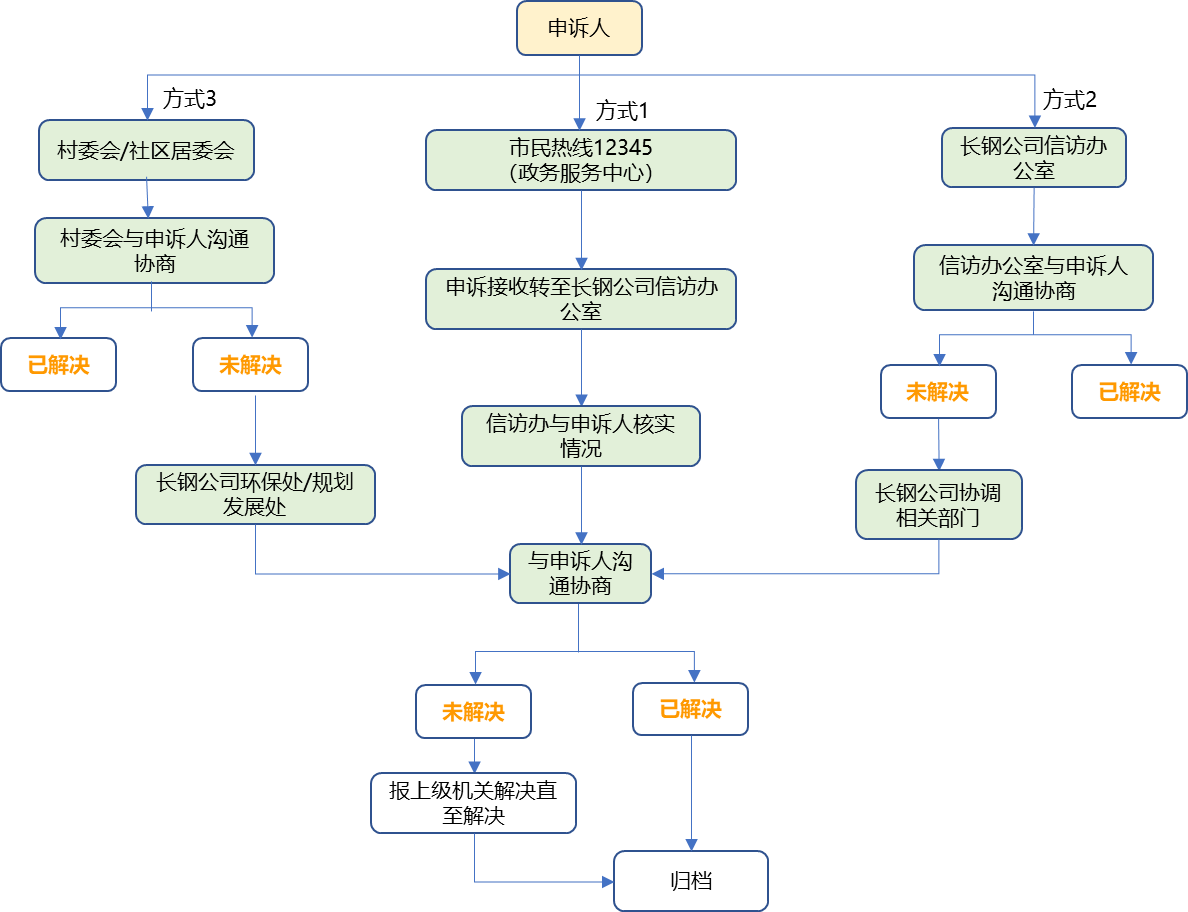 申诉人
方式3
方式1
方式2
村委会/社区居委会
市民热线12345
（政务服务中心）
长钢公司信访办
公室
村委会与申诉人沟通
协商
申诉接收转至长钢公司信访办
公室
信访办公室与申诉人
沟通协商
已解决
未解决
未解决
已解决
信访办与申诉人核实
情况
长钢公司环保处/规划
发展处
长钢公司协调
相关部门
与申诉人沟
通协商
未解决
已解决
报上级机关解决直
至解决
归档